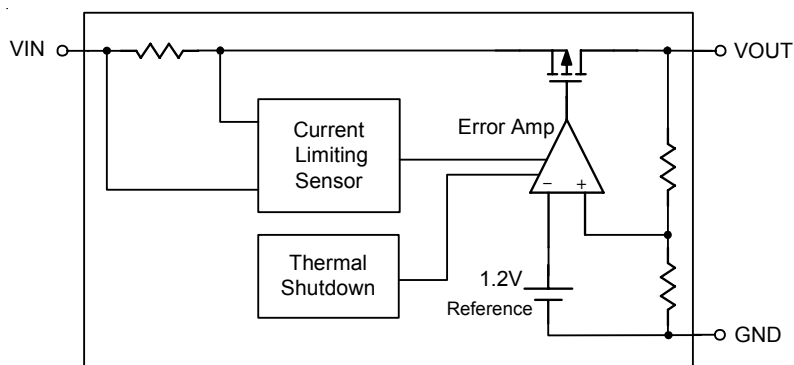 VIN
VOUT
Error Amp
Current
Limiting
Sensor
− +
Thermal
Shutdown
1.2V
Reference
GND